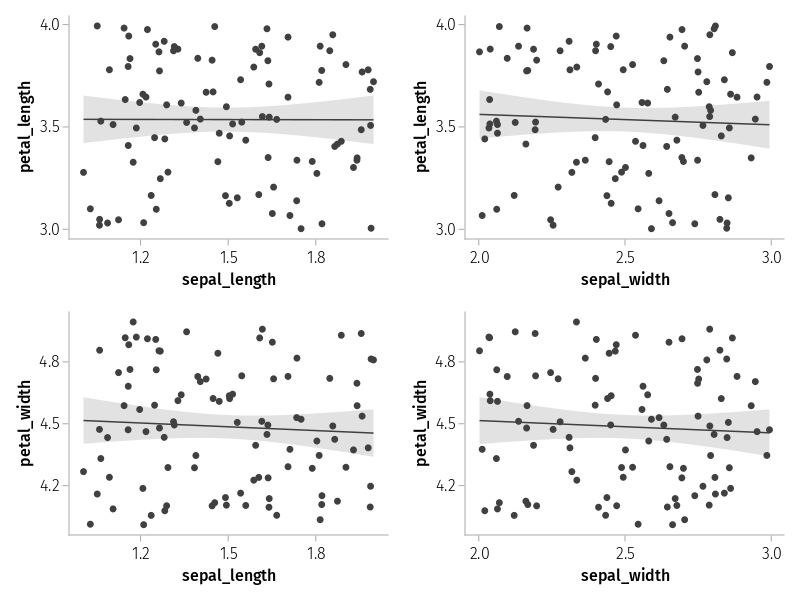 4.0
3.5
3.0
petal_length
1.2 1.5 1.8
sepal_length
4.0
3.5
3.0
petal_length
2.0 2.5 3.0
sepal_width
4.8
4.5
4.2
petal_width
1.2 1.5 1.8
sepal_length
4.8
4.5
4.2
petal_width
2.0 2.5 3.0
sepal_width